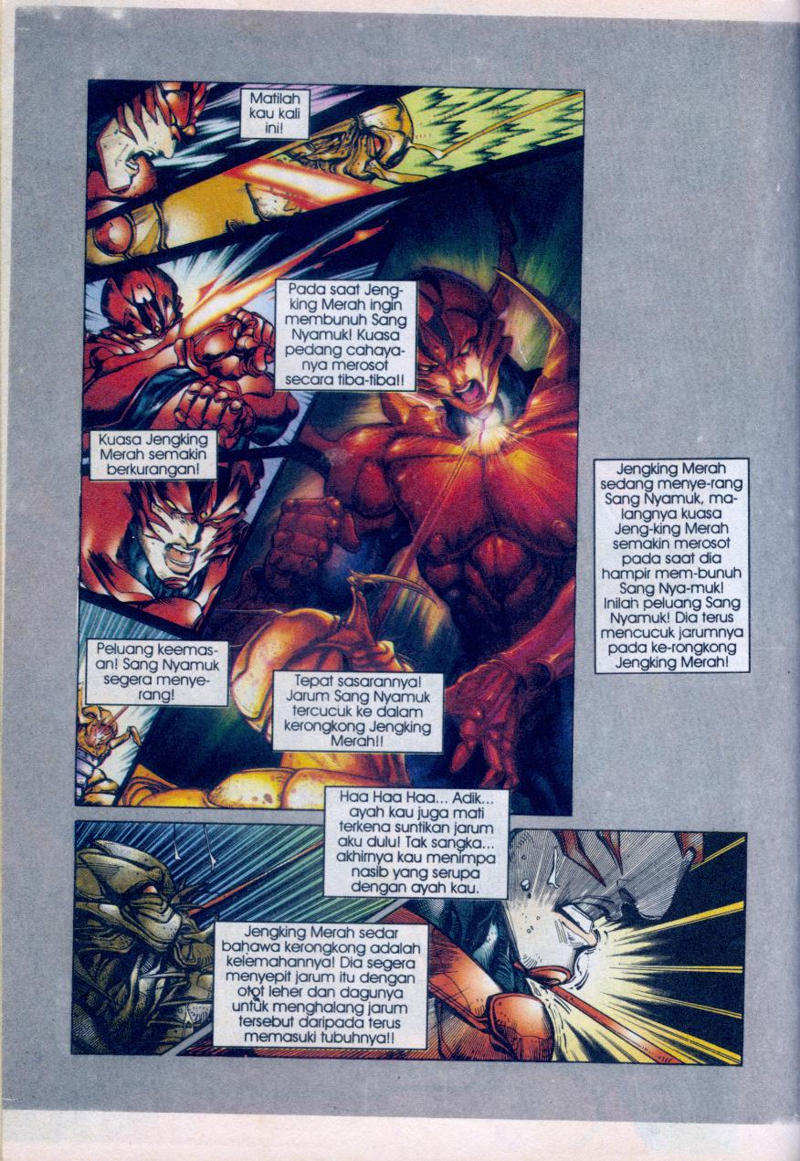 Matilah
kau kali
ini!
Pada saat Jeng-
king Merah ingin
membunuh Sang
Nyamuk! Kuasa
pedang cahaya-
nya merosot
secara tiba-tiba!!
Kuasa Jengking
Merah semakin
berkurangan!
Jengking Merah
sedang menye-rang
Sang Nyamuk, ma-
langnya kuasa
Jeng-king Merah
semakin merosot
pada saat dia
hampir mem-bunuh
Sang Nya-muk!
Inilah peluang Sang
Nyamuk! Dia terus
mencucuk jarumnya
pada ke-rongkong
Jengking Merah!
Peluang keemas-
an! Sang Nyamuk
segera menye-
rang!
Tepat sasarannya!
Jarum Sang Nyamuk
tercucuk ke dalam
kerongkong Jengking
Merah!!
Haa Haa Haa... Adik...
ayah kau juga mati
terkena suntikan jarum
aku dulu! Tak sangka...
akhirnya kau menimpa
nasib yang serupa
dengan ayah kau.
Jengking Merah sedar
bahawa kerongkong adalah
kelemahannya! Dia segera
menyepit jarum itu dengan
otot leher dan dagunya
untuk menghalang jarum
tersebut daripada terus
memasuki tubuhnya!!